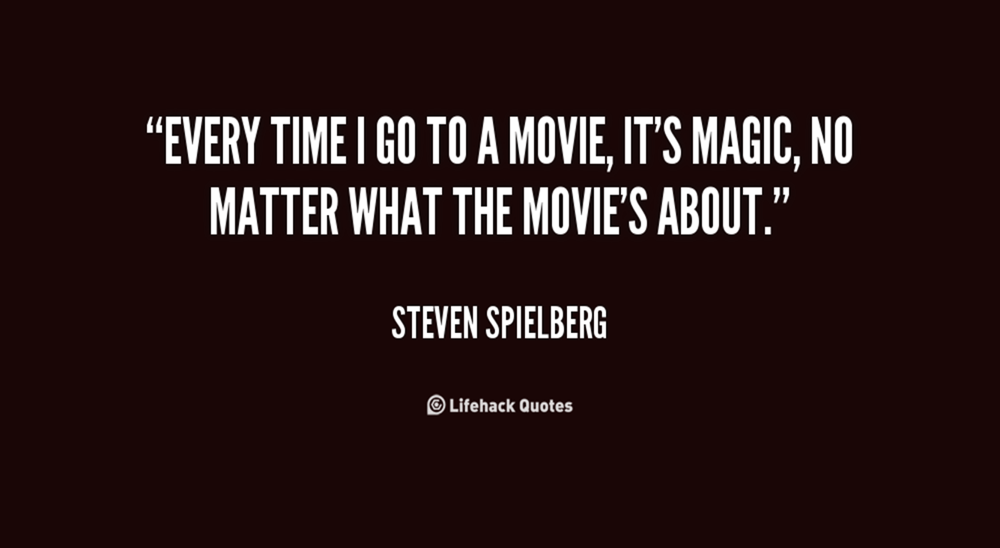 “EVERY TIME I GO TO A MOVIE, IT’S MAGIC, NO
MATTER WHAT THE MOVIE’S ABOUT.”
STEVEN SPIELBERG
Lifehack Quotes